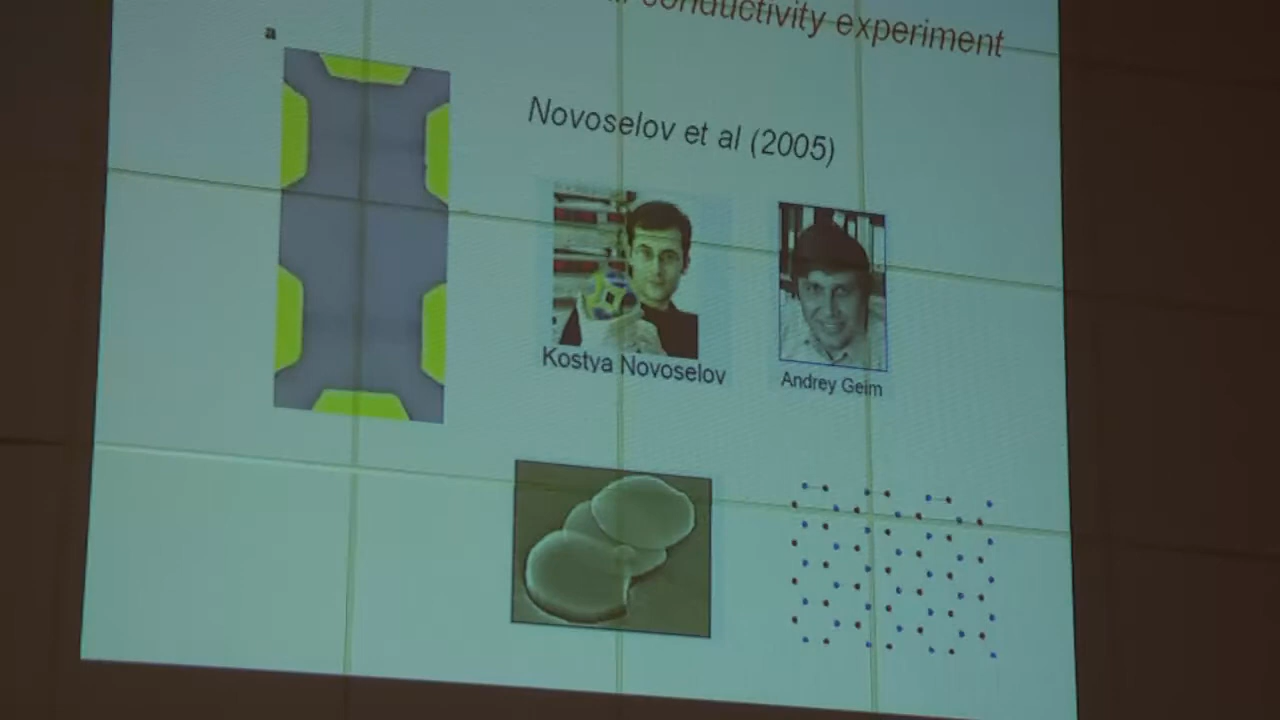 conductivity experiment
a
Novoselov et al (2005)
Kostya Novoselov
Andrey Geim